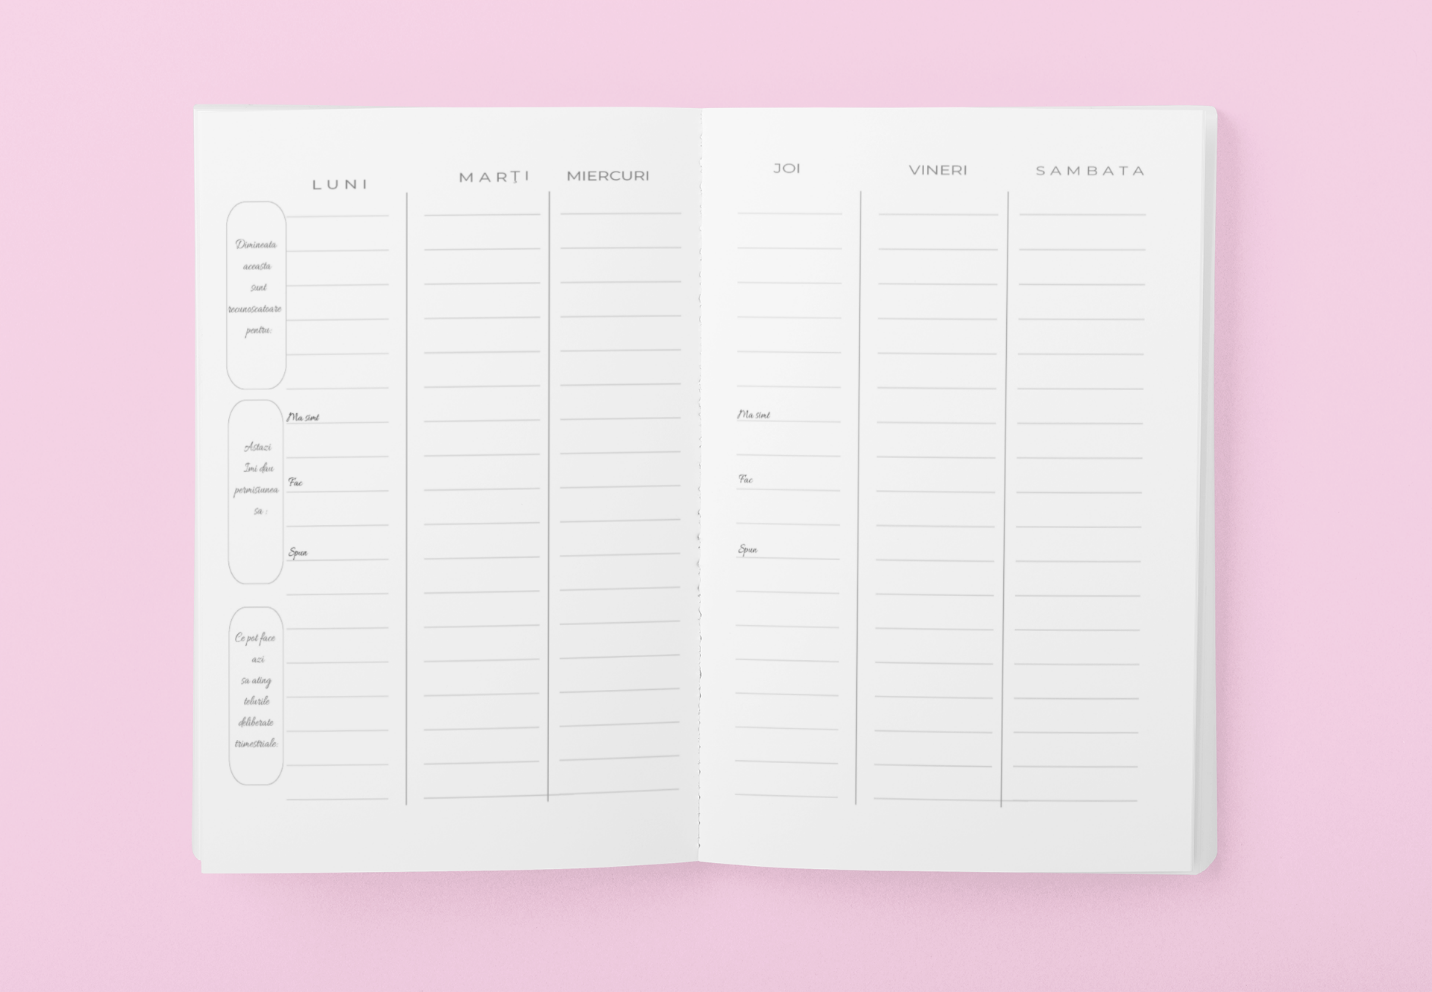 LUNI
MARȚI
MIERCURI
JOI
VINERI
SAMBATA
Dimineata
aceasta
sunt
recunoscatoare
pentru:
Astazi
Imi dau
permisiunea
sa :
Ma simt
Fac
Spun
Ce pot face
azi
sa ating
telurile
deliberate
trimestriale
Ma simt
Fac
Spun